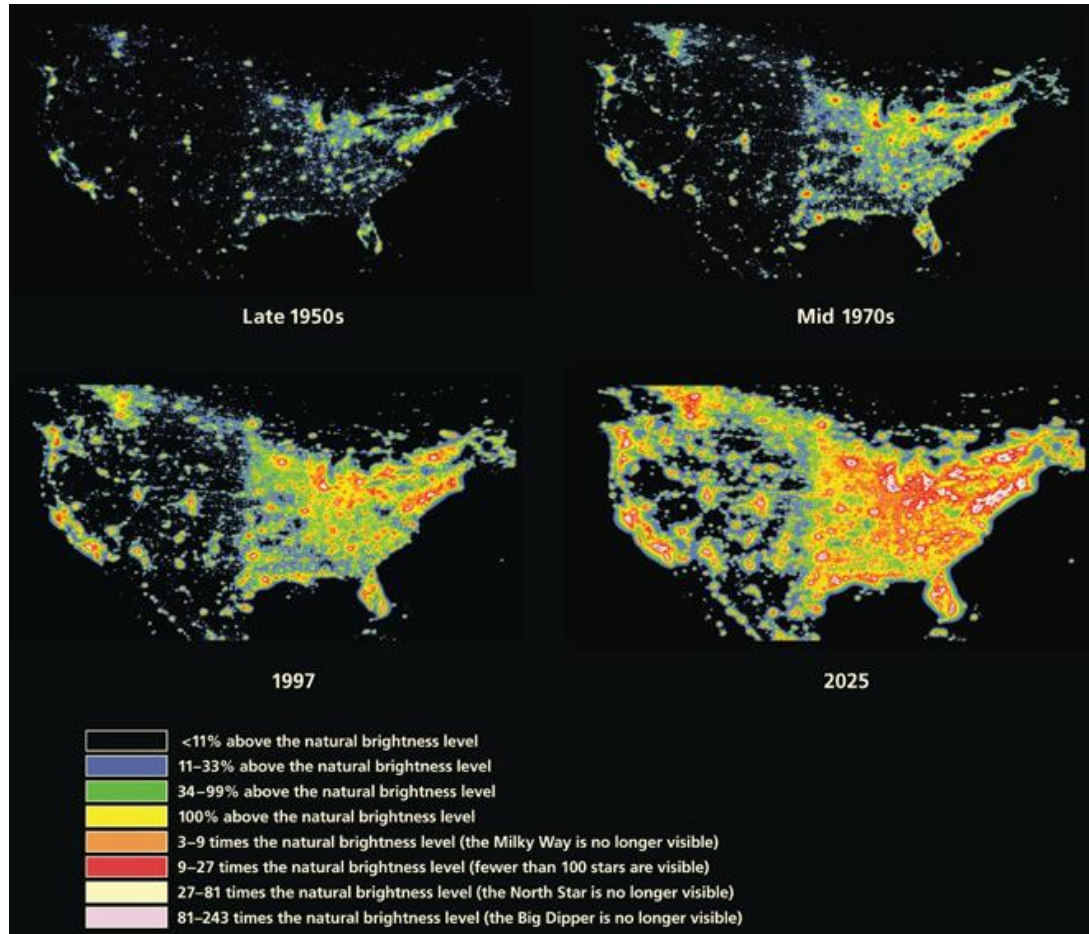 Late 1950s
Mid 1970s
1997
2025
<11% above the natural brightness level
11–33% above the natural brightness level
34–99% above the natural brightness level
100% above the natural brightness level
3–9 times the natural brightness level (the Milky Way is no longer visible)
9–27 times the natural brightness level (fewer than 100 stars are visible)
27–81 times the natural brightness level (the North Star is no longer visible)
81–243 times the natural brightness level (the Big Dipper is no longer visible)